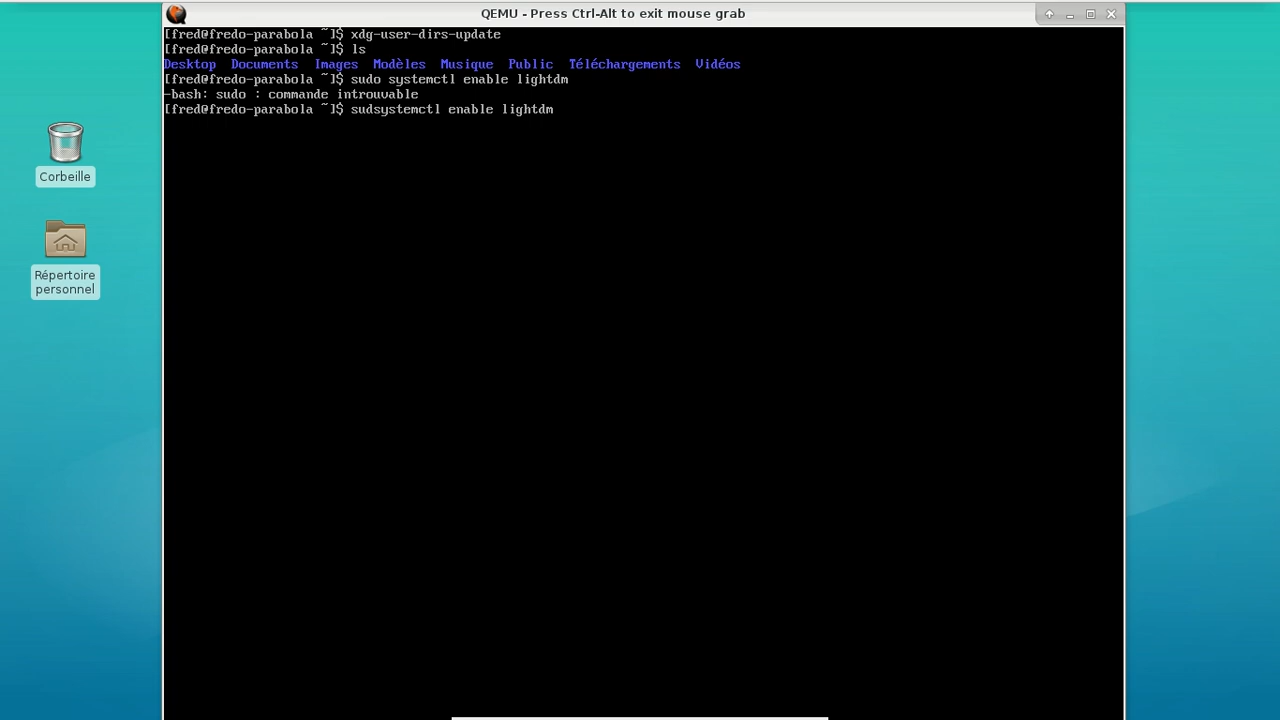 QEMU - Press Ctrl-Alt to exit mouse grab
[fred@fredo-parabola ~]$ xdg-user-dirs-update
[fred@fredo-parabola ~]$ ls
Desktop Documents Images Modèles Musique Public Téléchargements Vidéos
[fred@fredo-parabola ~]$ sudo systemctl enable lightdm
-bash: sudo : commande introuvable
[fred@fredo-parabola ~]$ sudsystemctl enable lightdm
Corbeille
Répertoire
personnel